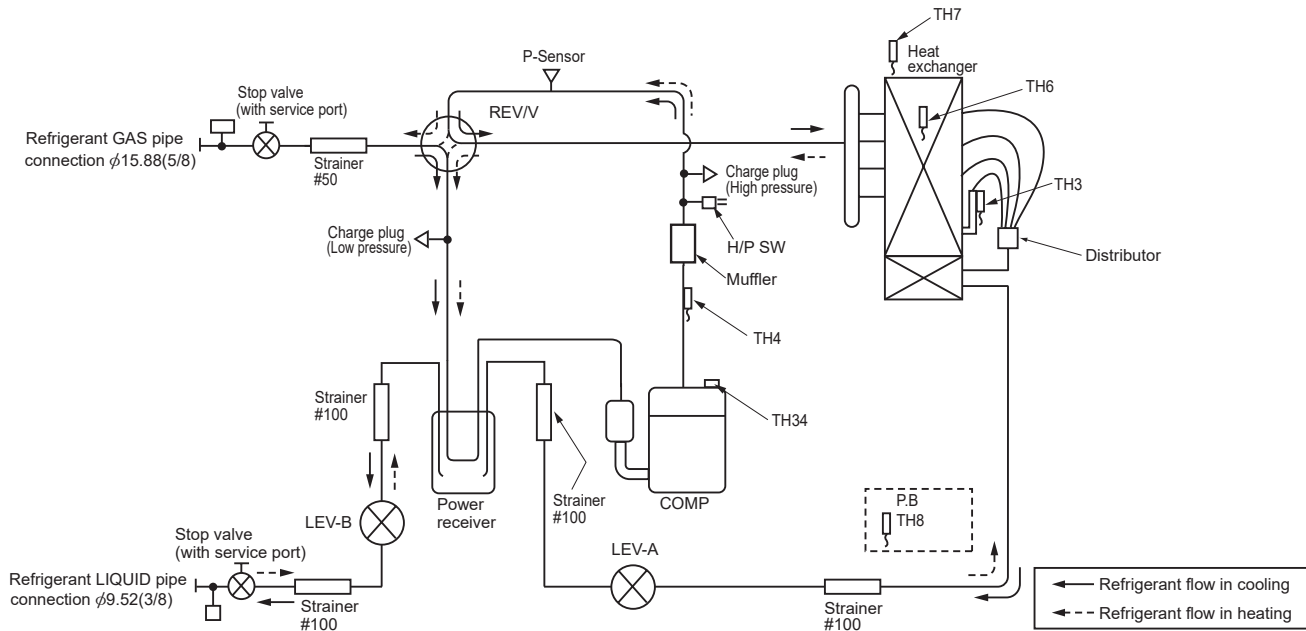 TH7
Heat
exchanger
P-Sensor
TH6
Stop valve
(with service port)
REV/V
Refrigerant GAS pipe
connection ϕ15.88(5/8)
Strainer
#50
Charge plug
(High pressure)
TH3
Charge plug
(Low pressure)
H/P SW
Distributor
Muffler
TH4
Strainer
#100
TH34
Power
receiver
Strainer
#100
COMP
P.B
TH8
LEV-B
Stop valve
(with service port)
LEV-A
Refrigerant LIQUID pipe
connection ϕ9.52(3/8)
Strainer
#100
Strainer
#100
Refrigerant flow in cooling
Refrigerant flow in heating